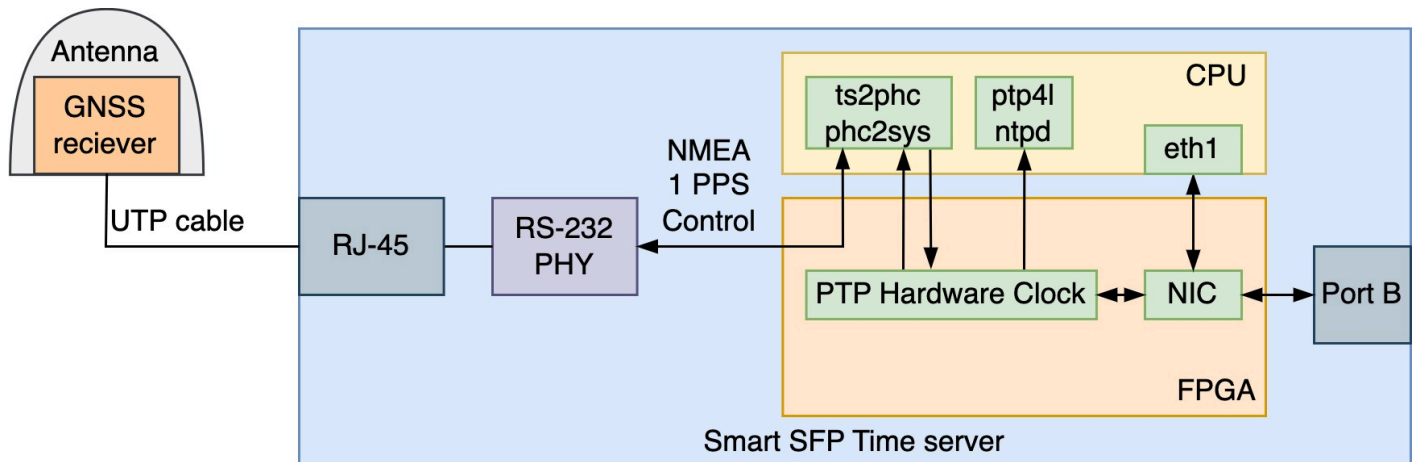 Antenna
GNSS
reciever
UTP cable
RJ-45
RS-232
PHY
NMEA
1 PPS
Control
CPU
ts2phc
phc2sys
ptp4l
ntpd
eth1
PTP Hardware Clock
NIC
Port B
FPGA
Smart SFP Time server